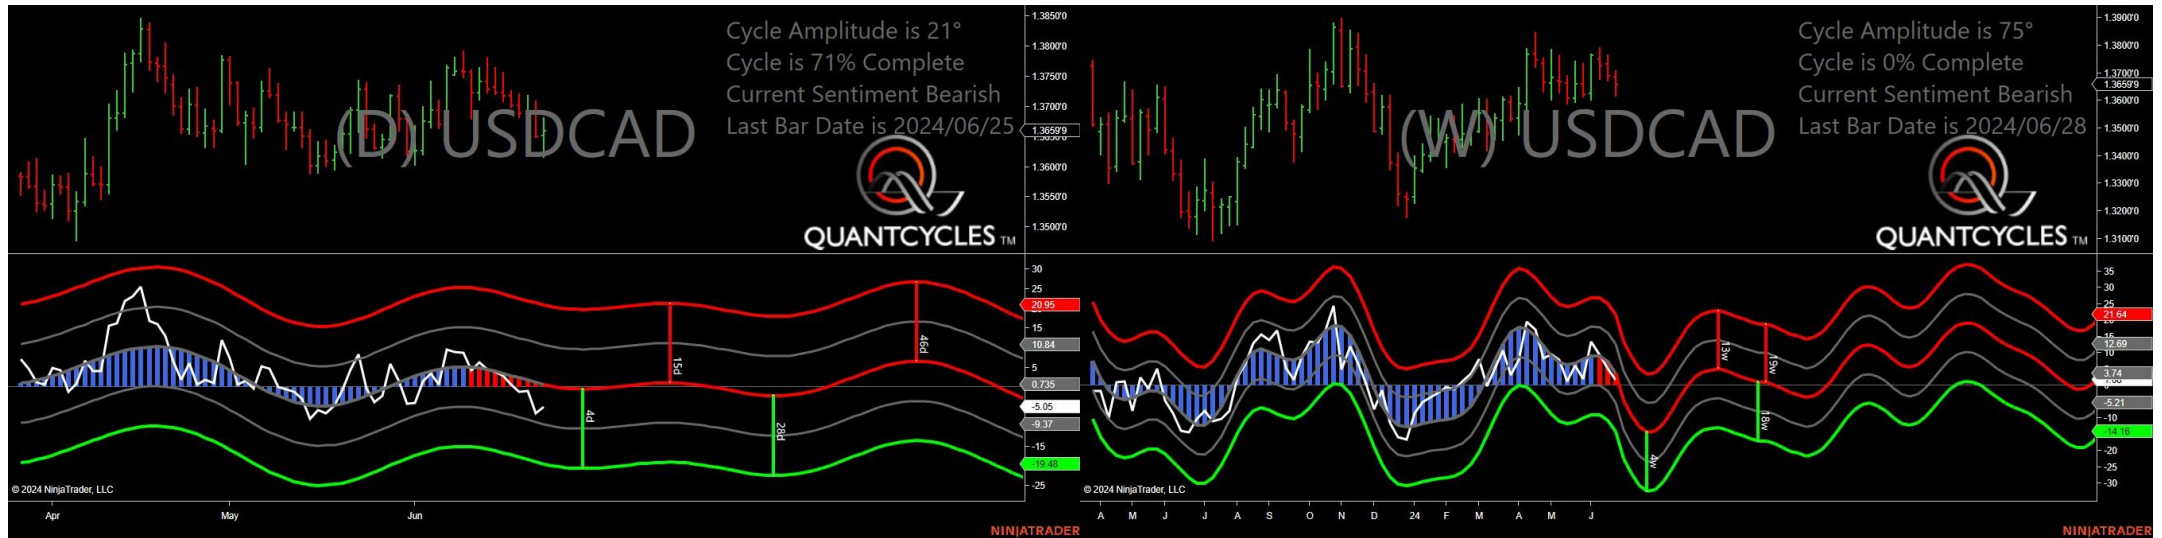 Cycle Amplitude is 21°
Cycle is 71% Complete
Current Sentiment Bearish
Last Bar Date is 2024/06/25
(D) USDCAD
QUANTCYCLES TM
1.3850'0
1.3800'0
1.3750'0
1.3700'0
1.3659'9
1.3600'0
1.3550'0
1.3500'0
30
25
20.95
15
10.84
5
0.735
-5.05
-9.37
-15
-19.48
-25
15d
46d
4d
28d
© 2024 NinjaTrader, LLC
Apr
May
Jun
NINJATRADER
Cycle Amplitude is 75°
Cycle is 0% Complete
Current Sentiment Bearish
Last Bar Date is 2024/06/28
(W) USDCAD
QUANTCYCLES TM
1.3900'0
1.3800'0
1.3700'0
1.3659'9
1.3600'0
1.3500'0
1.3400'0
1.3300'0
1.3200'0
1.3100'0
35
30
25
21.64
12.69
10
3.74
-5.21
-10
-14.16
-20
-25
-30
13w
19w
18w
4w
© 2024 NinjaTrader, LLC
A M J J A S O N D 24 F M A M J
NINJATRADER